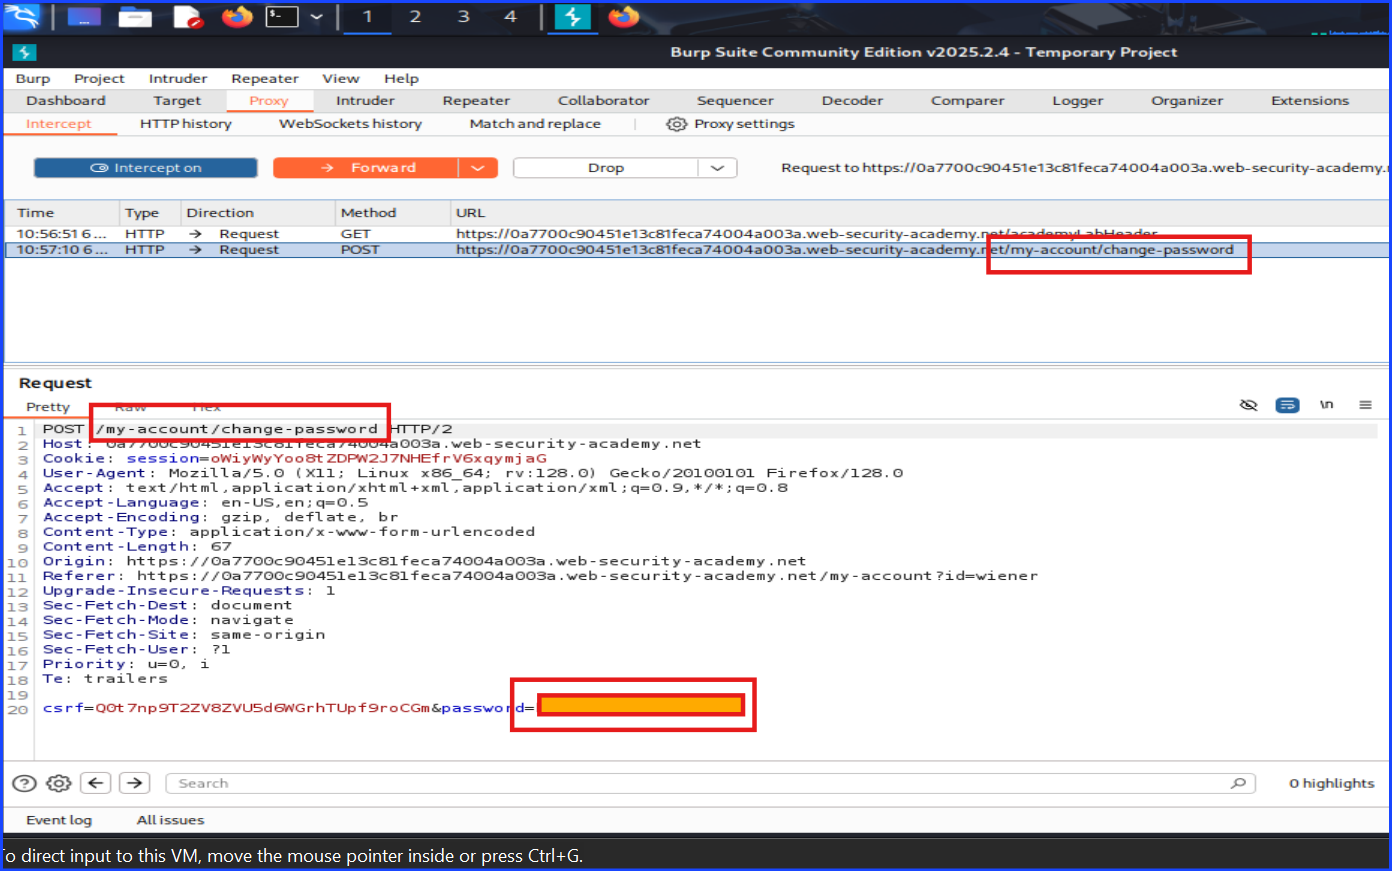 1 2 3 4
Burp Suite Community Edition v2025.2.4 - Temporary Project
Burp Project Intruder Repeater View Help
Dashboard Target Proxy Intruder Repeater Collaborator Sequencer Decoder Comparer Logger Organizer Extensions
Intercept HTTP history WebSockets history Match and replace Proxy settings
Intercept on Forward Drop Request to https://0a7700c90451e13c81feca74004a003a.web-security-academy.
Time Type Direction Method URL
10:56:51 6 ... HTTP → Request GET https://0a7700c90451e13c81feca74004a003a.web-security-academy.net/academyLabHeader
10:57:10 6 ... HTTP → Request POST https://0a7700c90451e13c81feca74004a003a.web-security-academy.net/my-account/change-password
Request
Pretty Raw Hex \n
1 POST /my-account/change-password HTTP/2
2 Host: 0a7700c90451e13c81feca74004a003a.web-security-academy.net
3 Cookie: session=oWiyWyYoo8tZDPW2J7NHEfrV6xqymjaG
4 User-Agent: Mozilla/5.0 (X11; Linux x86_64; rv:128.0) Gecko/20100101 Firefox/128.0
5 Accept: text/html,application/xhtml+xml,application/xml;q=0.9,*/*;q=0.8
6 Accept-Language: en-US,en;q=0.5
7 Accept-Encoding: gzip, deflate, br
8 Content-Type: application/x-www-form-urlencoded
9 Content-Length: 67
10 Origin: https://0a7700c90451e13c81feca74004a003a.web-security-academy.net
11 Referer: https://0a7700c90451e13c81feca74004a003a.web-security-academy.net/my-account?id=wiener
12 Upgrade-Insecure-Requests: 1
13 Sec-Fetch-Dest: document
14 Sec-Fetch-Mode: navigate
15 Sec-Fetch-Site: same-origin
16 Sec-Fetch-User: ?1
17 Priority: u=0, i
18 Te: trailers
19
20 csrf=Q0t7np9T2ZV8ZVU5d6WGrhTUpf9roCGm&password=
Search 0 highlights
Event log All issues
To direct input to this VM, move the mouse pointer inside or press Ctrl+G.